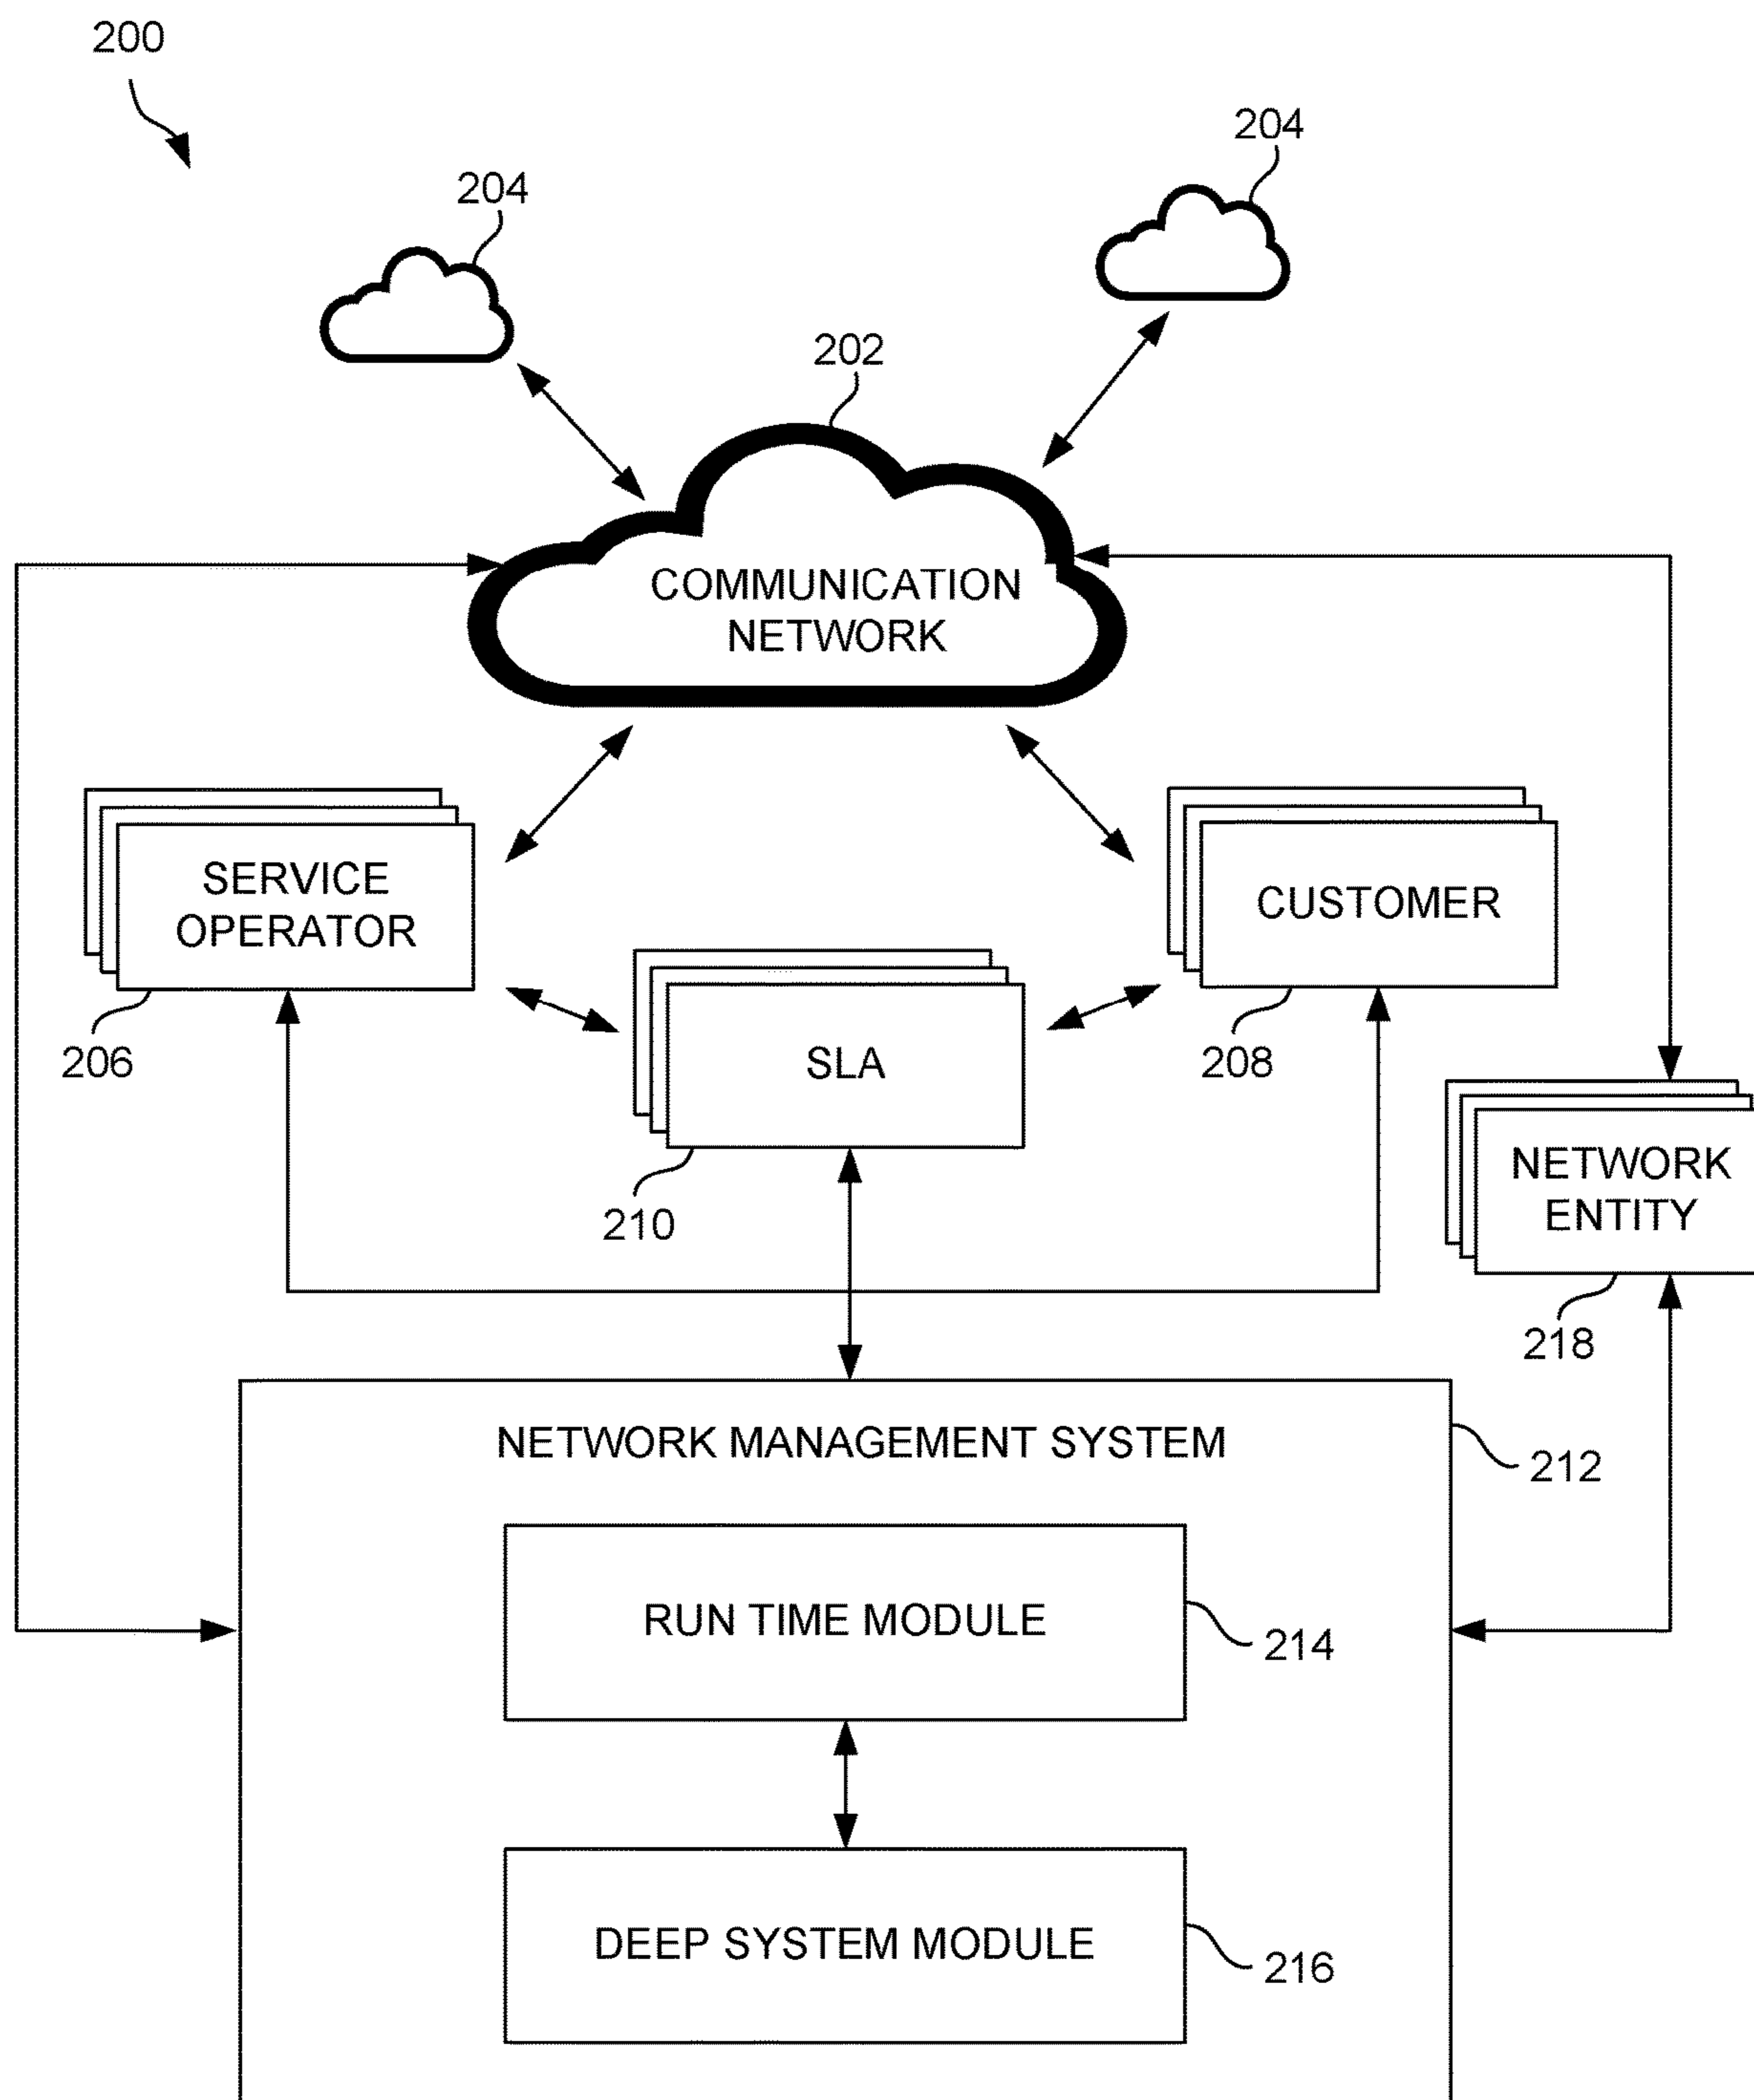 200
204
204
202
COMMUNICATION
NETWORK
SERVICE
OPERATOR
CUSTOMER
206
SLA
208
NETWORK
ENTITY
210
218
NETWORK MANAGEMENT SYSTEM
212
RUN TIME MODULE
214
DEEP SYSTEM MODULE
216